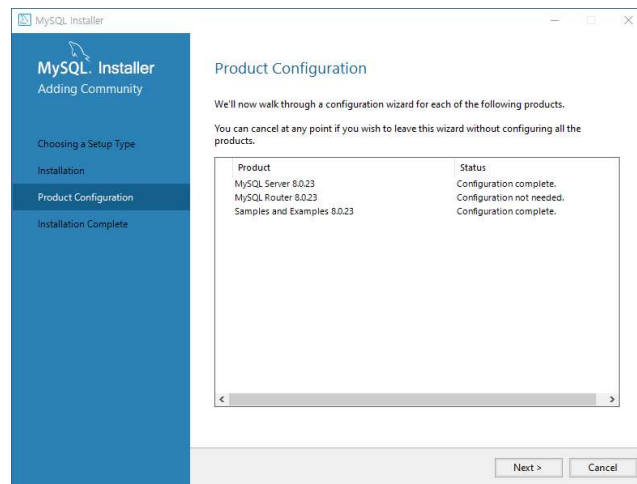 MySQL Installer
MySQL. Installer
Adding Community
Choosing a Setup Type
Installation
Product Configuration
Installation Complete
Product Configuration
We'll now walk through a configuration wizard for each of the following products.
You can cancel at any point if you wish to leave this wizard without configuring all the
products.
Product Status
MySQL Server 8.0.23 Configuration complete.
MySQL Router 8.0.23 Configuration not needed.
Samples and Examples 8.0.23 Configuration complete.
Next > Cancel